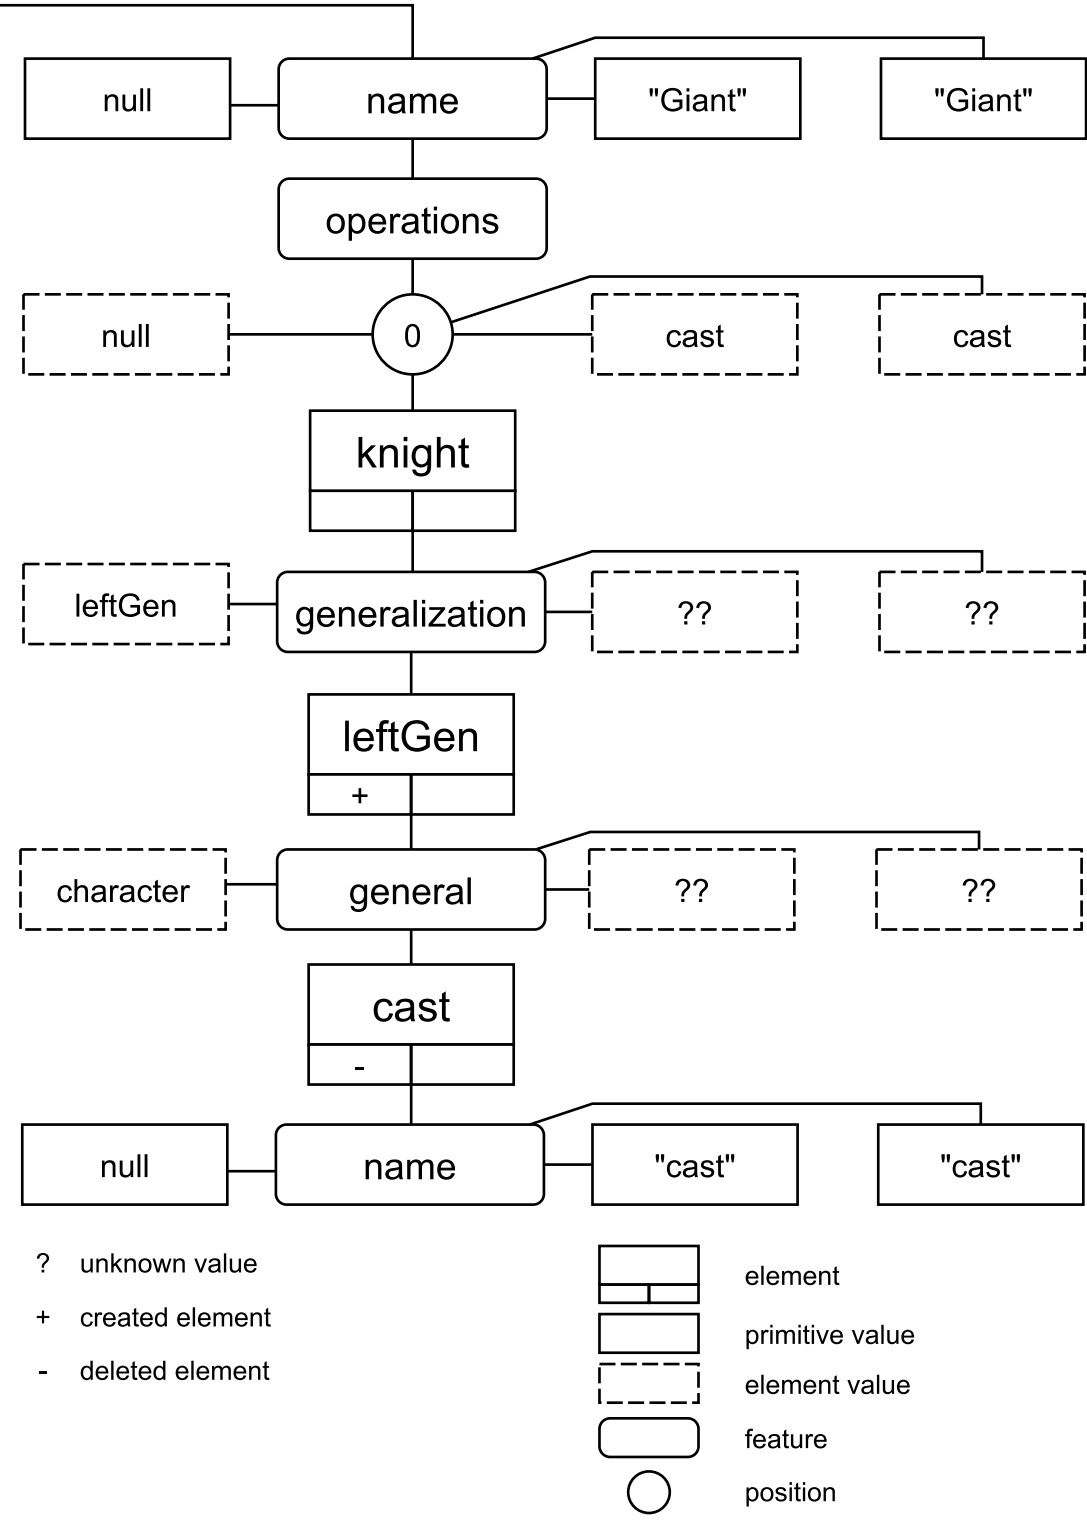 null name "Giant" "Giant"
operations
null 0 cast cast
knight
leftGen generalization ?? ??
leftGen
+
character general ?? ??
cast
-
null name "cast" "cast"
? unknown value
+ created element
- deleted element
element
primitive value
element value
feature
position